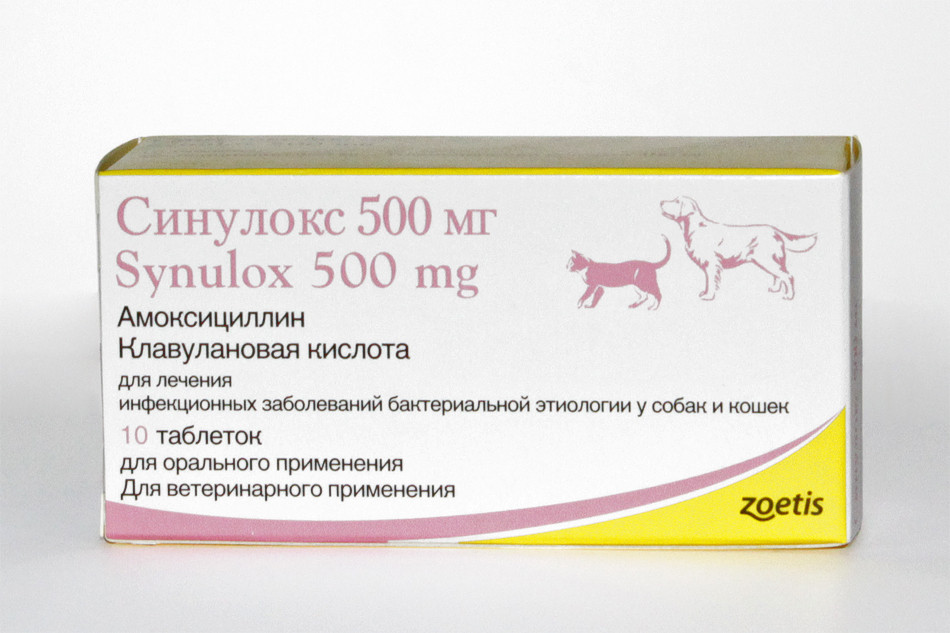 Синулокс 500 мг
Synulox 500 mg
Амоксициллин
Клавулановая кислота
для лечения
инфекционных заболеваний бактериальной этиологии у собак и кошек
10 таблеток
для орального применения
Для ветеринарного применения
zoetis